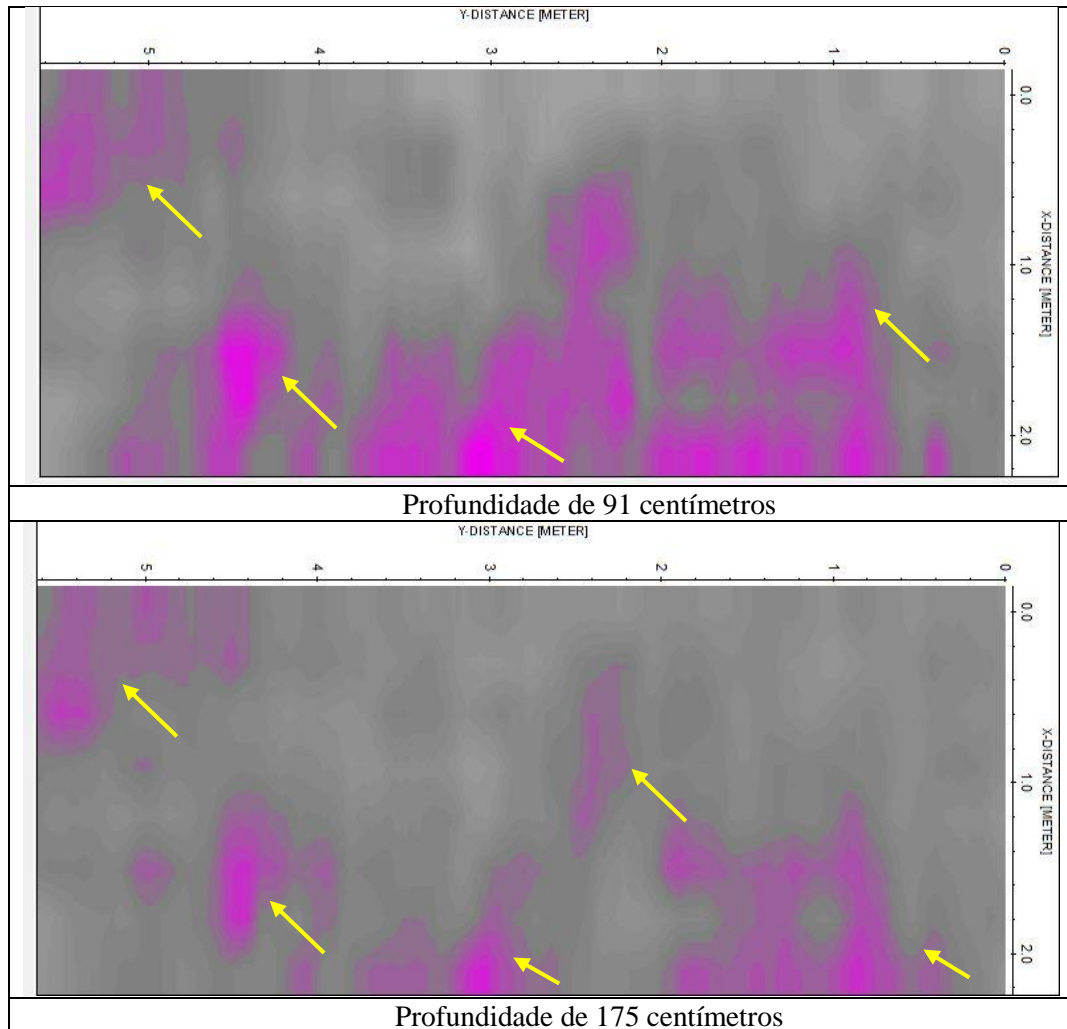 Y-DISTANCE [METER]
5 4 3 2 1 0
0.0
1.0
2.0
X-DISTANCE [METER]
Profundidade de 91 centímetros
Y-DISTANCE [METER]
5 4 3 2 1 0
0.0
1.0
2.0
X-DISTANCE [METER]
Profundidade de 175 centímetros